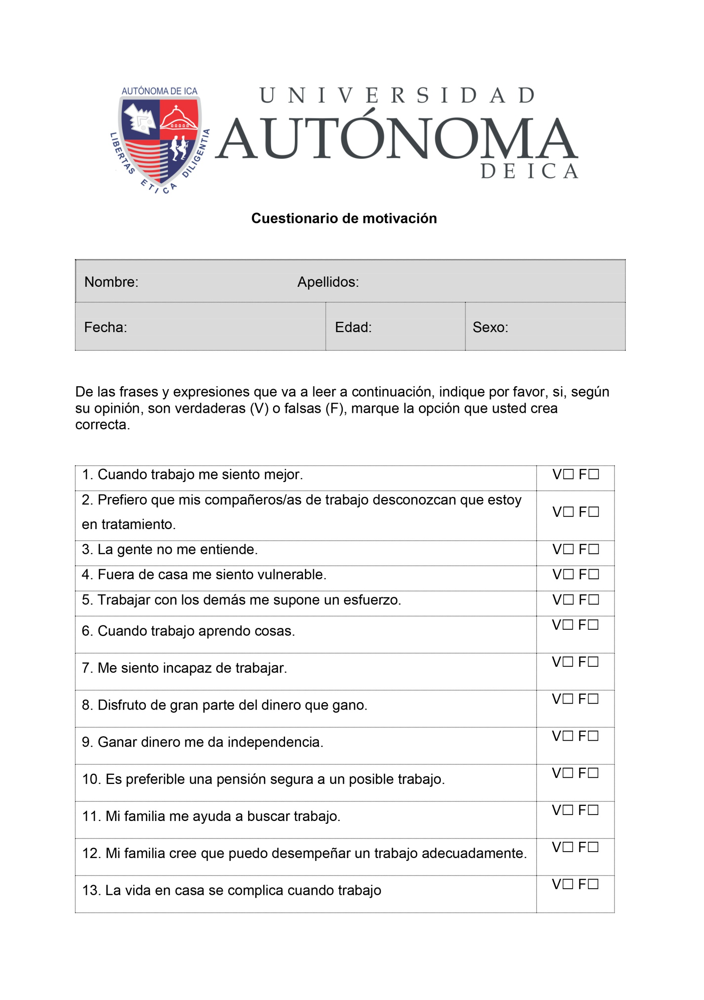 AUTÓNOMA DE ICA
LIBERTAS ETICA DILIGENTIA
UNIVERSIDAD
AUTÓNOMA
DE ICA
Cuestionario de motivación
Nombre: Apellidos:
Fecha: Edad: Sexo:
De las frases y expresiones que va a leer a continuación, indique por favor, si, según
su opinión, son verdaderas (V) o falsas (F), marque la opción que usted crea
correcta.
1. Cuando trabajo me siento mejor. V☐ F☐
2. Prefiero que mis compañeros/as de trabajo desconozcan que estoy
en tratamiento. V☐ F☐
3. La gente no me entiende. V☐ F☐
4. Fuera de casa me siento vulnerable. V☐ F☐
5. Trabajar con los demás me supone un esfuerzo. V☐ F☐
6. Cuando trabajo aprendo cosas. V☐ F☐
7. Me siento incapaz de trabajar. V☐ F☐
8. Disfruto de gran parte del dinero que gano. V☐ F☐
9. Ganar dinero me da independencia. V☐ F☐
10. Es preferible una pensión segura a un posible trabajo. V☐ F☐
11. Mi familia me ayuda a buscar trabajo. V☐ F☐
12. Mi familia cree que puedo desempeñar un trabajo adecuadamente. V☐ F☐
13. La vida en casa se complica cuando trabajo V☐ F☐